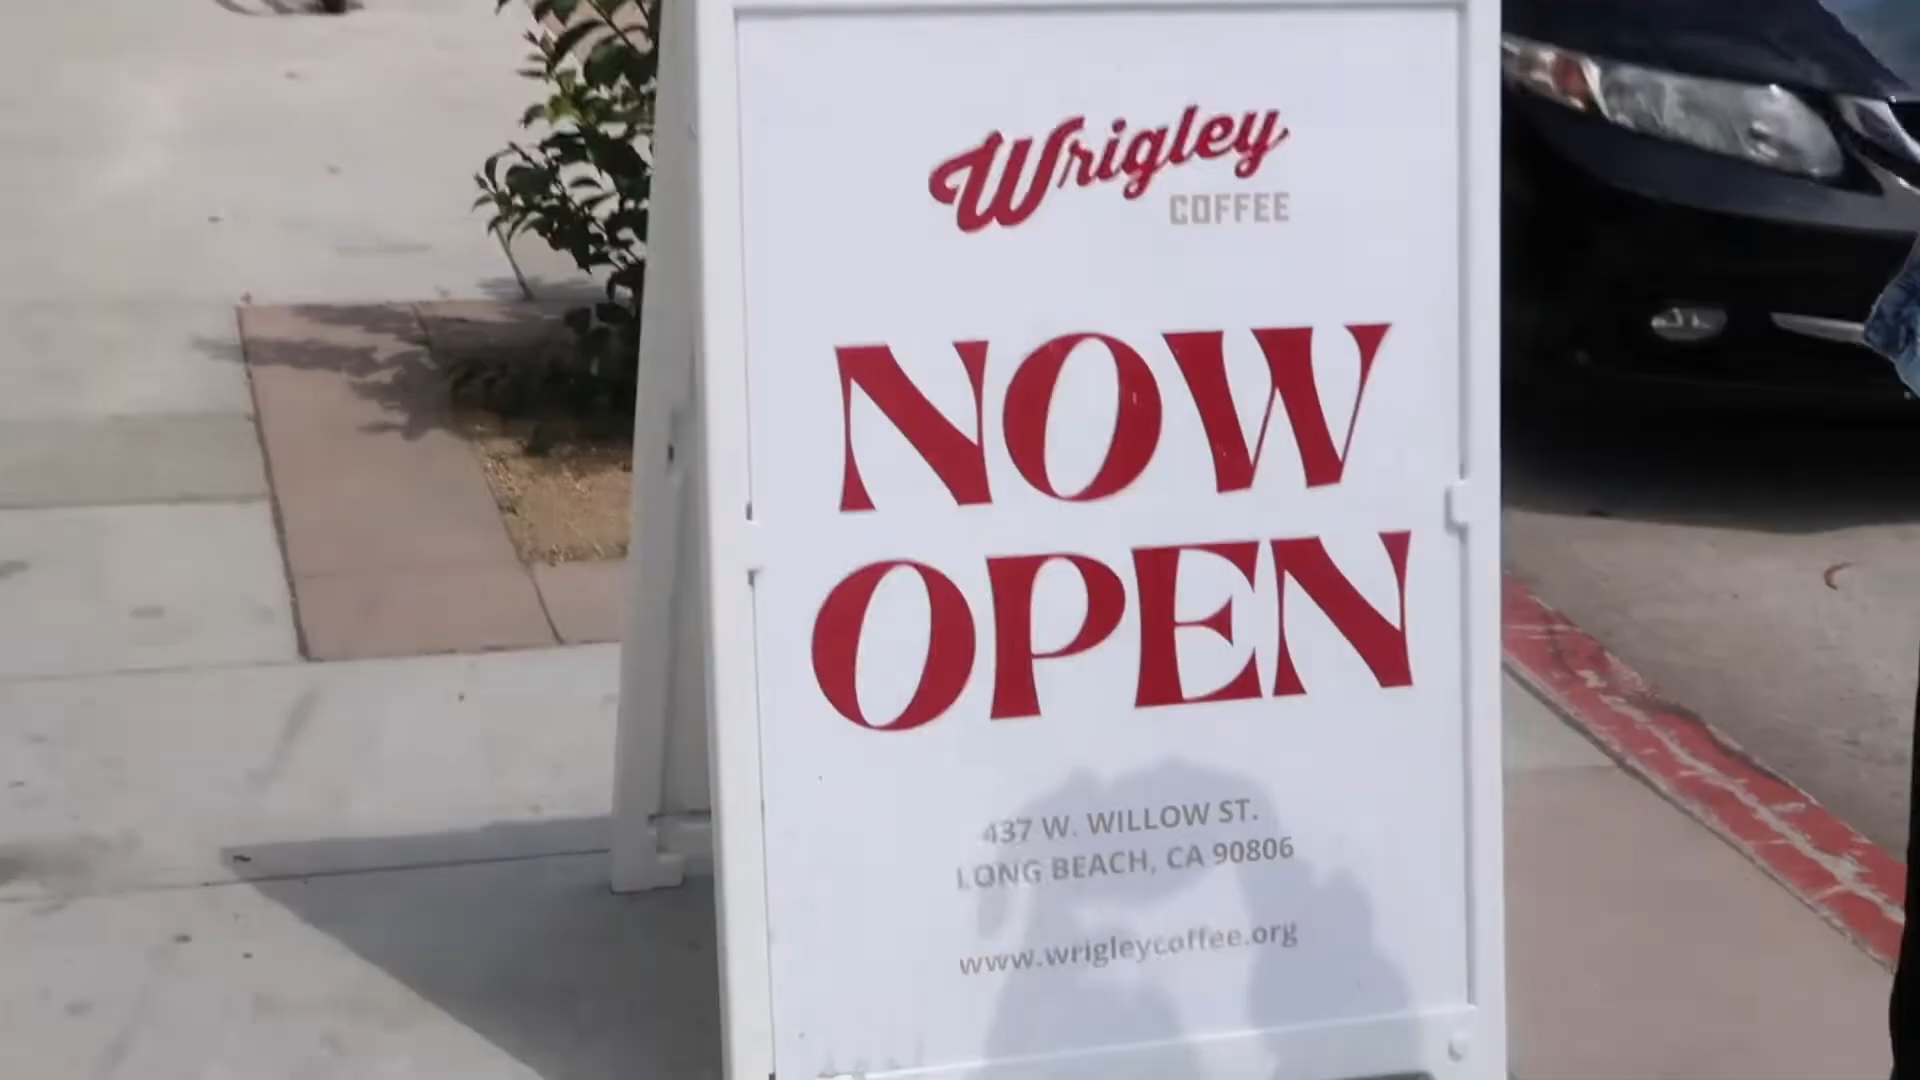 Wrigley
COFFEE
NOW
OPEN
437 W. WILLOW ST.
LONG BEACH, CA 90806
www.wrigleycoffee.org